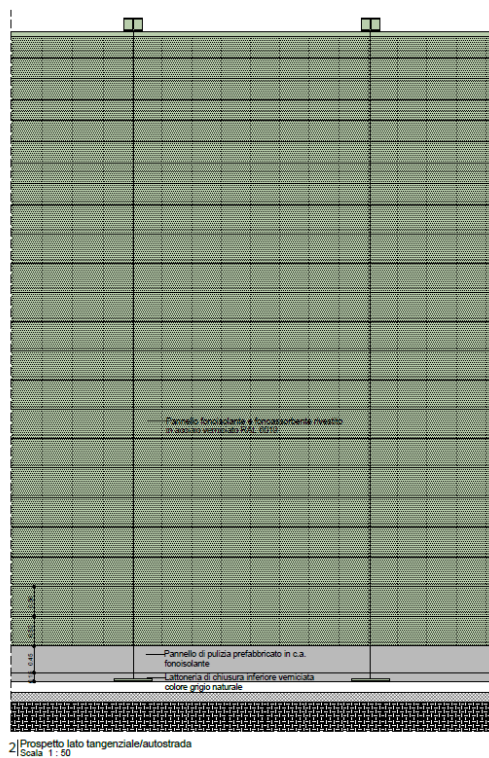 Pannello fonoisolante e fonoassorbente rivestito
in acciaio verniciato RAL 6019
Pannello di pulizia prefabbricato in c.a.
fonoisolante
Lattoneria di chiusura inferiore verniciata
colore grigio naturale
0.45
2 Prospetto lato tangenziale/autostrada
Scala 1 : 50